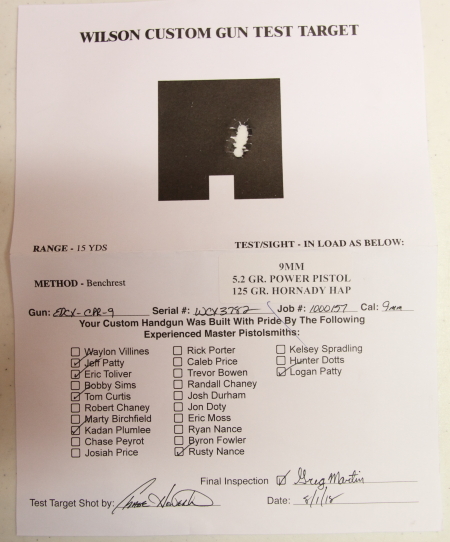 WILSON CUSTOM GUN TEST TARGET
RANGE - 15 YDS
TEST/SIGHT - IN LOAD AS BELOW:
METHOD - Benchrest
9MM
5.2 GR. POWER PISTOL
125 GR. HORNADY HAP
Gun: EDCX-CPR-9 Serial #: WCX3782 Job #: 1000157 Cal: 9mm
Your Custom Handgun Was Built With Pride By The Following
Experienced Master Pistolsmiths:
Waylon Villines
Jeff Patty
Eric Toliver
Bobby Sims
Tom Curtis
Robert Chaney
Marty Birchfield
Kadan Plumlee
Chase Peyrot
Josiah Price
Rick Porter
Caleb Price
Trevor Bowen
Randall Chaney
Josh Durham
Jon Doty
Eric Moss
Ryan Nance
Byron Fowler
Rusty Nance
Kelsey Spradling
Hunter Dotts
Logan Patty
Final Inspection Greg Martin
Test Target Shot by:
Date: 8/1/18